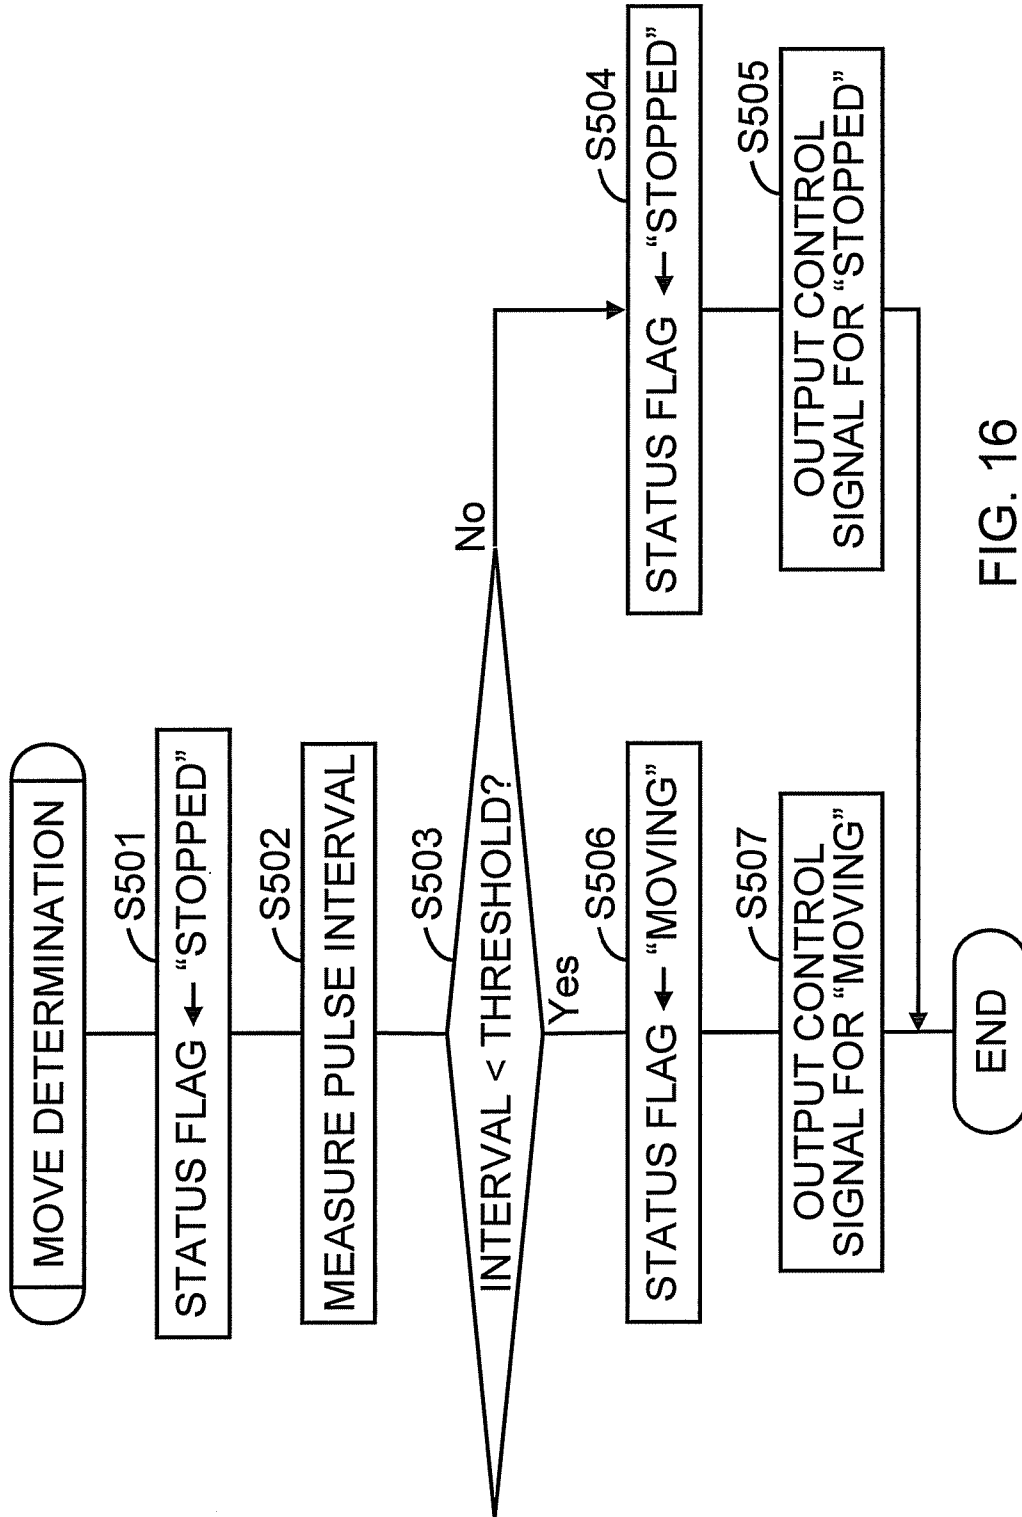 MOVE DETERMINATION
S501
STATUS FLAG ← “STOPPED”
S502
MEASURE PULSE INTERVAL
S503
INTERVAL < THRESHOLD?
No
Yes
S504
STATUS FLAG ← “STOPPED”
S505
OUTPUT CONTROL
SIGNAL FOR “STOPPED”
S506
STATUS FLAG ← “MOVING”
S507
OUTPUT CONTROL
SIGNAL FOR “MOVING”
END
FIG. 16